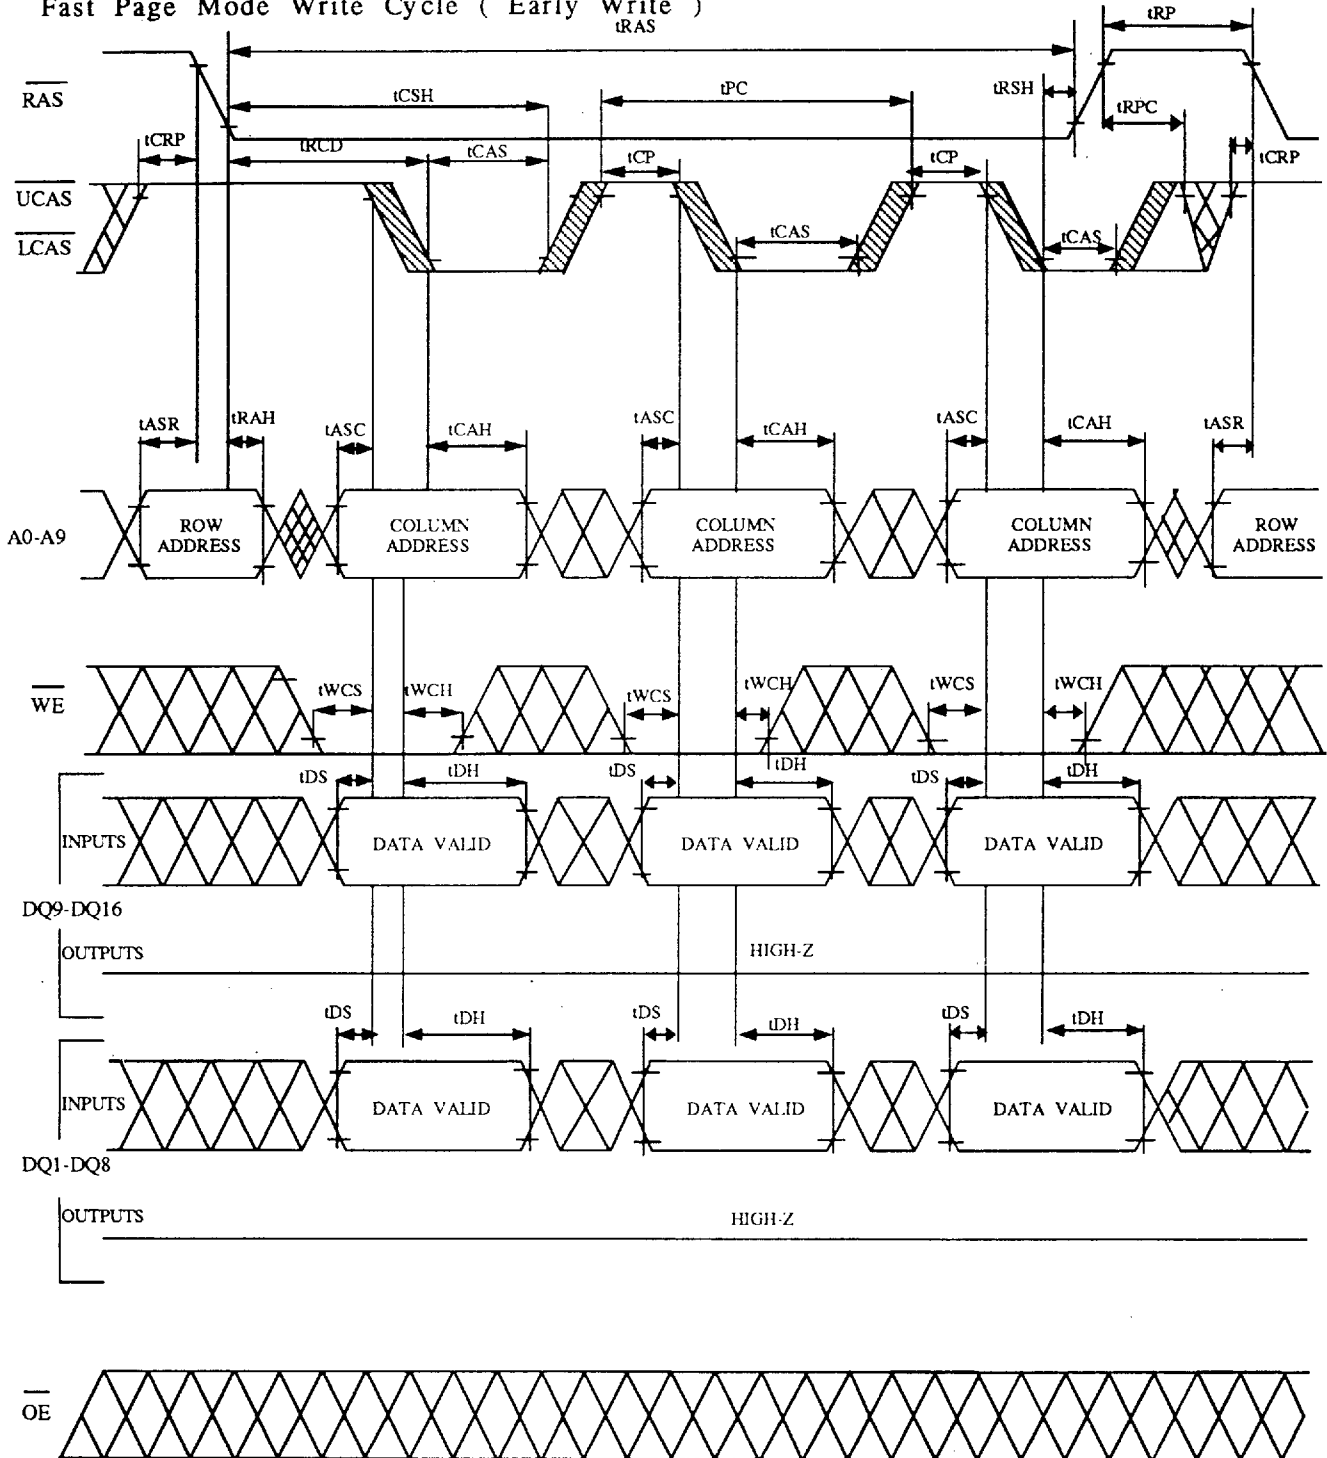 Fast Page Mode Write Cycle ( Early Write )
tRAS
tRP
RAS
tCSH
tPC
tRSH
tRPC
tCRP
tRCD
tCAS
tCP
tCP
tCRP
UCAS
LCAS
tCAS
tCAS
tASR
tRAH
tASC
tCAH
tASC
tCAH
tASC
tCAH
tASR
A0-A9
ROW ADDRESS
COLUMN ADDRESS
COLUMN ADDRESS
COLUMN ADDRESS
ROW ADDRESS
WE
tWCS
tWCH
tWCS
tWCH
tWCS
tWCH
tDS
tDH
tDS
tDH
tDS
tDH
INPUTS
DATA VALID
DATA VALID
DATA VALID
DQ9-DQ16
OUTPUTS
HIGH-Z
tDS
tDH
tDS
tDH
tDS
tDH
INPUTS
DATA VALID
DATA VALID
DATA VALID
DQ1-DQ8
OUTPUTS
HIGH-Z
OE